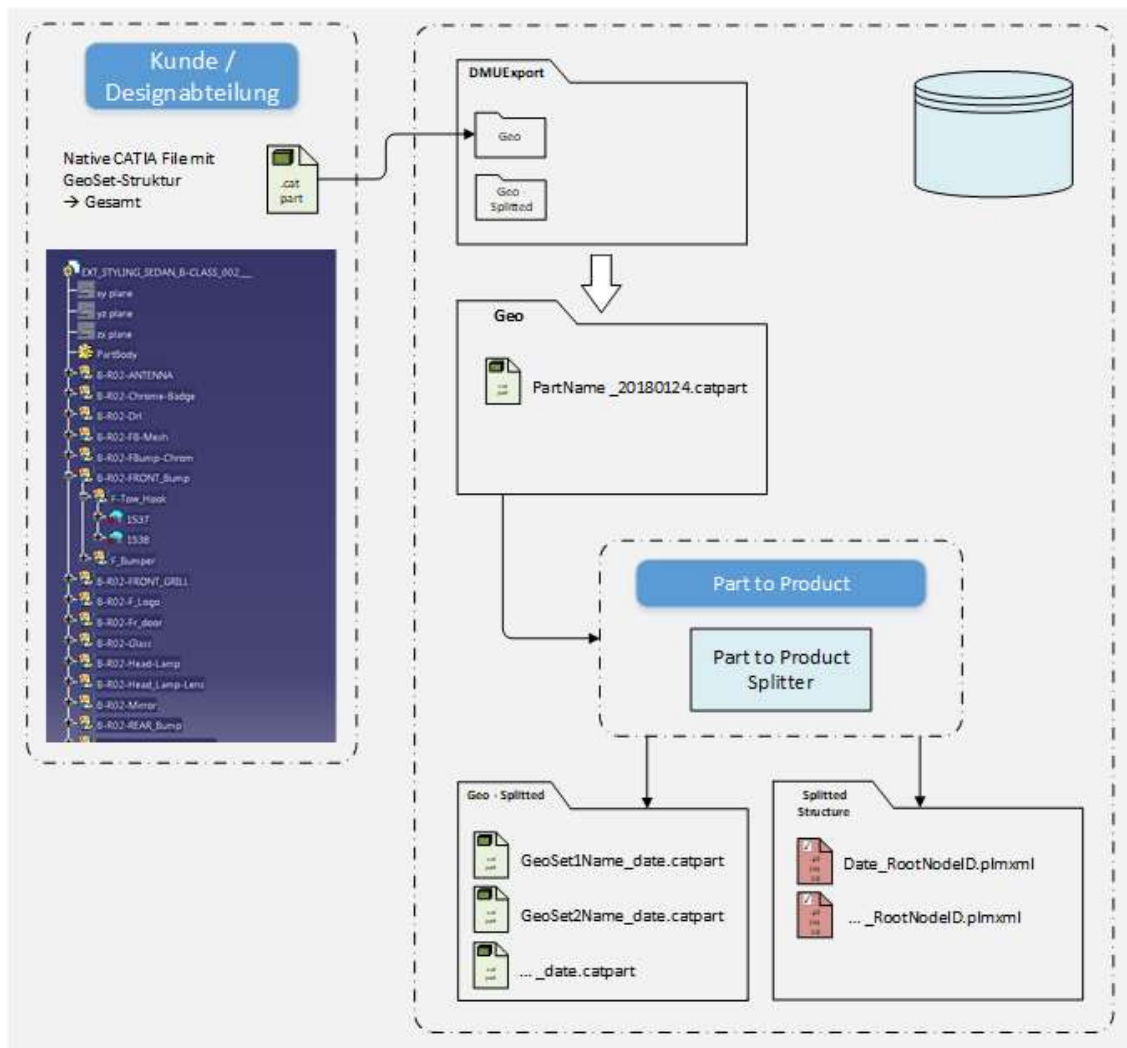 Kunde /
Designabteilung
Native CATIA File mit
GeoSet-Struktur
→ Gesamt
.cat
part
EXT_STYLING_SEDAN_B-CLASS_002___
xy plane
yz plane
zx plane
PartBody
B-R02-ANTENNA
B-R02-Chrome-Badge
B-R02-Drl
B-R02-FB-Mesh
B-R02-FBump-Chrom
B-R02-FRONT_Bump
F-Tow_Hook
1537
1538
F_Bumper
B-R02-FRONT_GRILL
B-R02-F_Logo
B-R02-Fr_door
B-R02-Glass
B-R02-Head-Lamp
B-R02-Head_Lamp-Lens
B-R02-Mirror
B-R02-REAR_Bump
DMUExport
Geo
Geo
Splitted
Geo
PartName _20180124.catpart
Part to Product
Part to Product
Splitter
Geo - Splitted
GeoSet1Name_date.catpart
GeoSet2Name_date.catpart
... _date.catpart
Splitted
Structure
Date_RootNodeID.plmxml
... _RootNodeID.plmxml